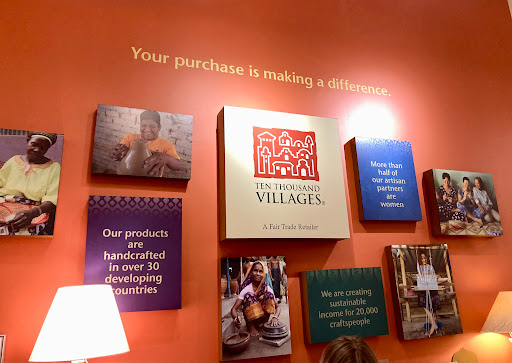 Your purchase is making a difference.
TEN THOUSAND
VILLAGES®
A Fair Trade Retailer
More than
half of
our artisan
partners
are
women
Our products
are
handcrafted
in over 30
developing
countries
We are creating
sustainable
income for 20,000
craftspeople